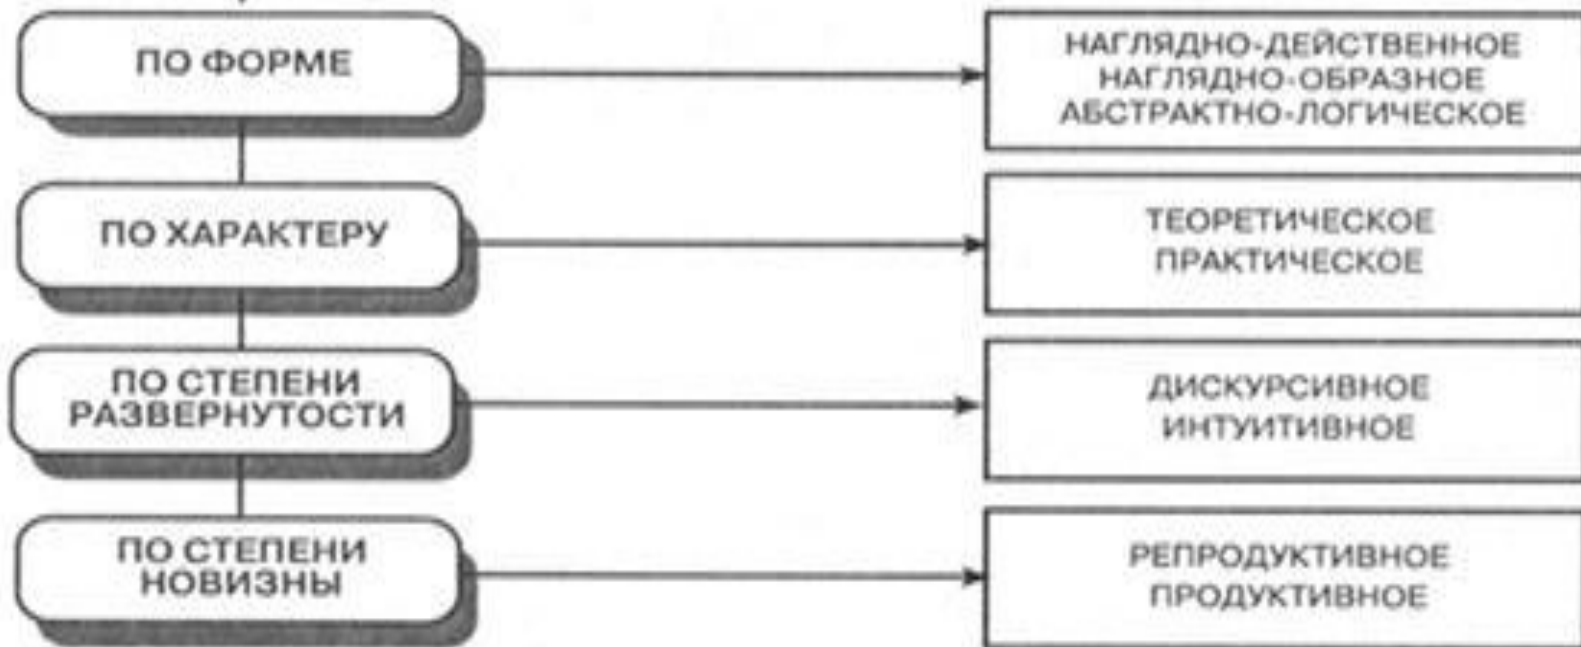 ПО ФОРМЕ
НАГЛЯДНО-ДЕЙСТВЕННОЕ
НАГЛЯДНО-ОБРАЗНОЕ
АБСТРАКТНО-ЛОГИЧЕСКОЕ
ПО ХАРАКТЕРУ
ТЕОРЕТИЧЕСКОЕ
ПРАКТИЧЕСКОЕ
ПО СТЕПЕНИ
РАЗВЕРНУТОСТИ
ДИСКУРСИВНОЕ
ИНТУИТИВНОЕ
ПО СТЕПЕНИ
НОВИЗНЫ
РЕПРОДУКТИВНОЕ
ПРОДУКТИВНОЕ